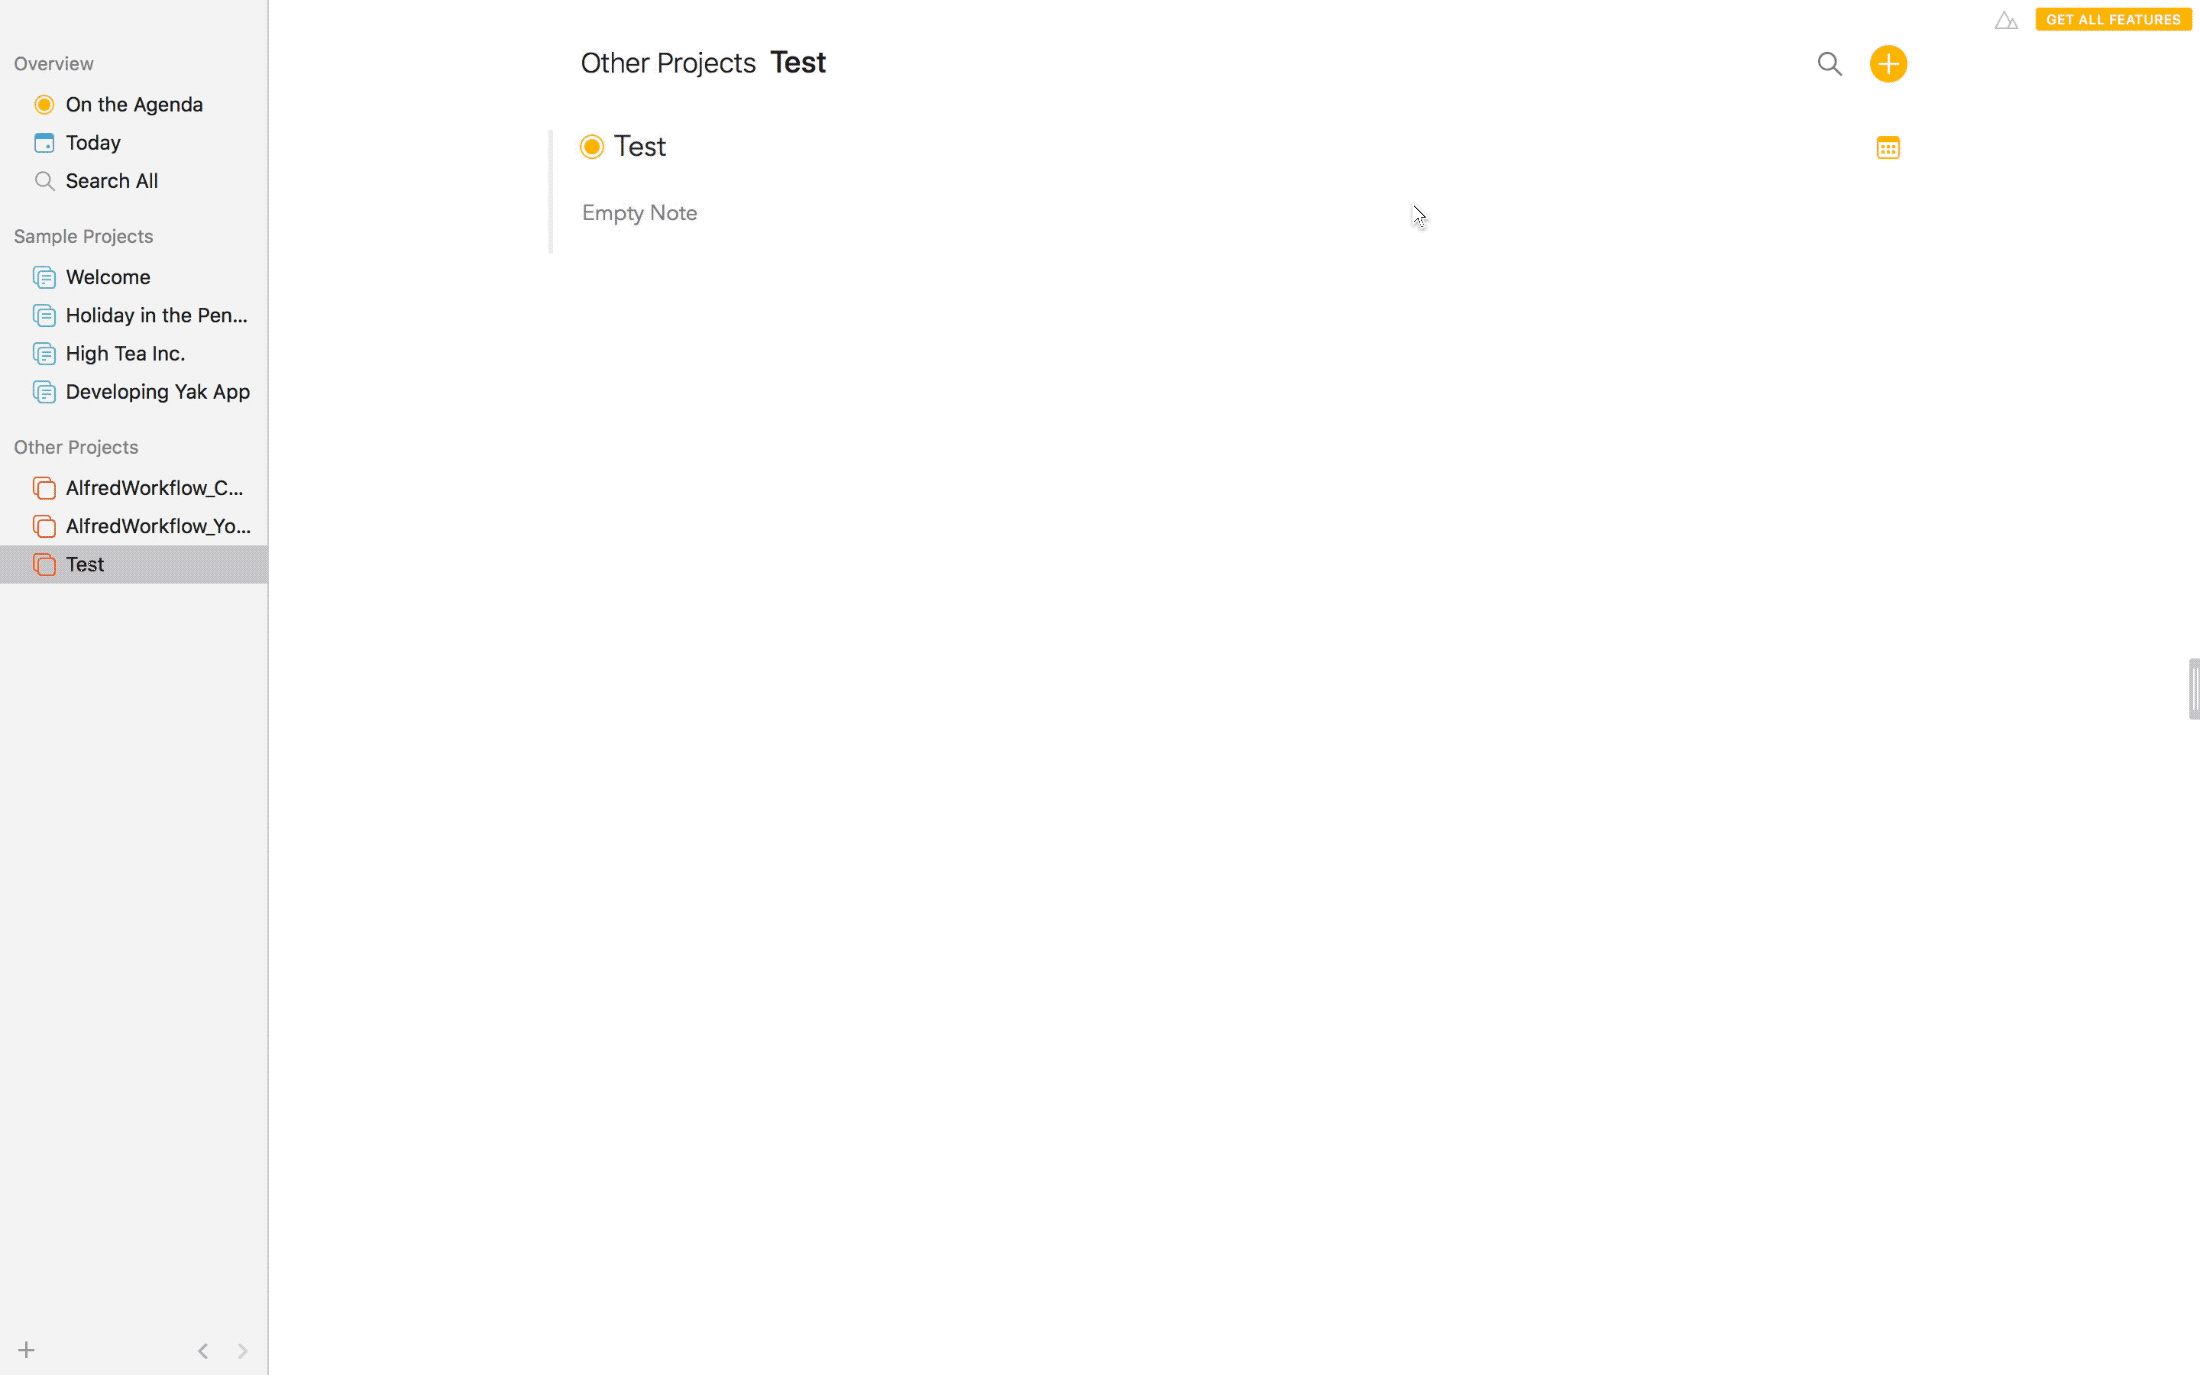 GET ALL FEATURES
Overview
On the Agenda
Today
Search All
Sample Projects
Welcome
Holiday in the Pen...
High Tea Inc.
Developing Yak App
Other Projects
AlfredWorkflow_C...
AlfredWorkflow_Yo...
Test
Other Projects Test
Test
Empty Note